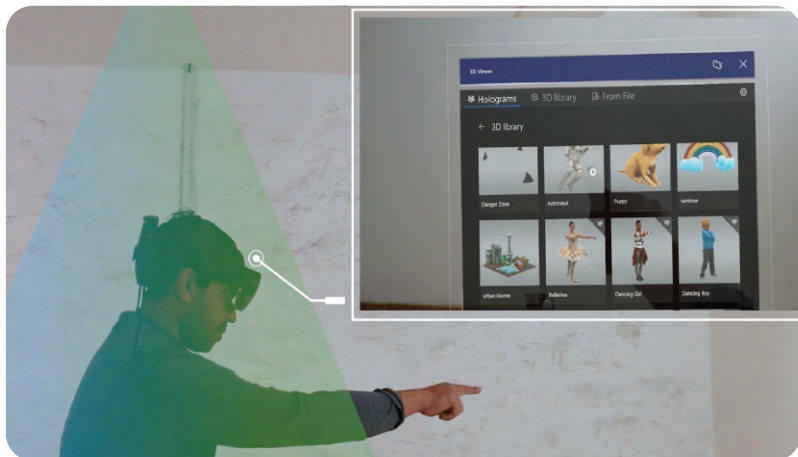 3D Viewer
Holograms 3D library From File
3D library
Danger Zone Astronaut Puppy rainbow
urban biome Ballerina Dancing Girl Dancing Boy